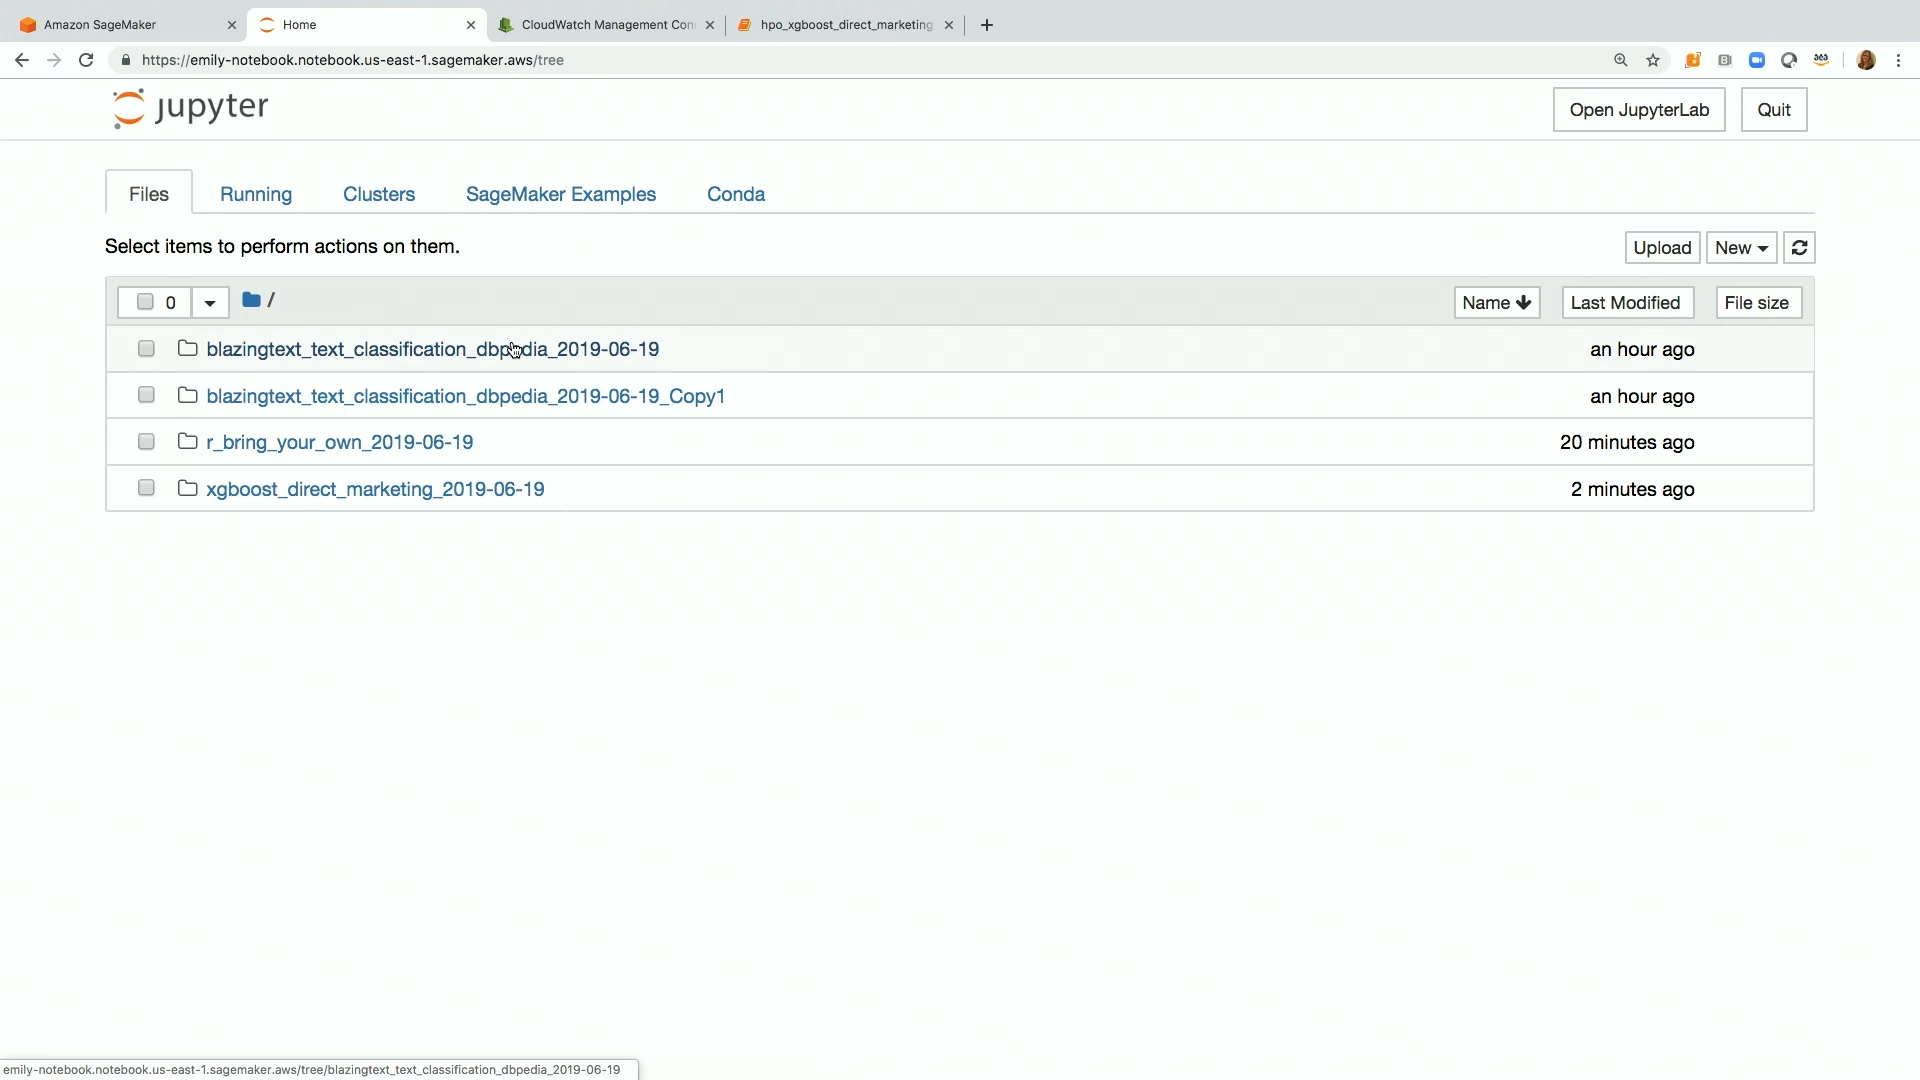 Amazon SageMaker
Home
CloudWatch Management Con
hpo_xgboost_direct_marketing
https://emily-notebook.notebook.us-east-1.sagemaker.aws/tree
jupyter
Open JupyterLab
Quit
Files
Running
Clusters
SageMaker Examples
Conda
Select items to perform actions on them.
Upload
New
0
/
Name
Last Modified
File size
blazingtext_text_classification_dbpedia_2019-06-19
an hour ago
blazingtext_text_classification_dbpedia_2019-06-19_Copy1
an hour ago
r_bring_your_own_2019-06-19
20 minutes ago
xgboost_direct_marketing_2019-06-19
2 minutes ago
emily-notebook.notebook.us-east-1.sagemaker.aws/tree/blazingtext_text_classification_dbpedia_2019-06-19